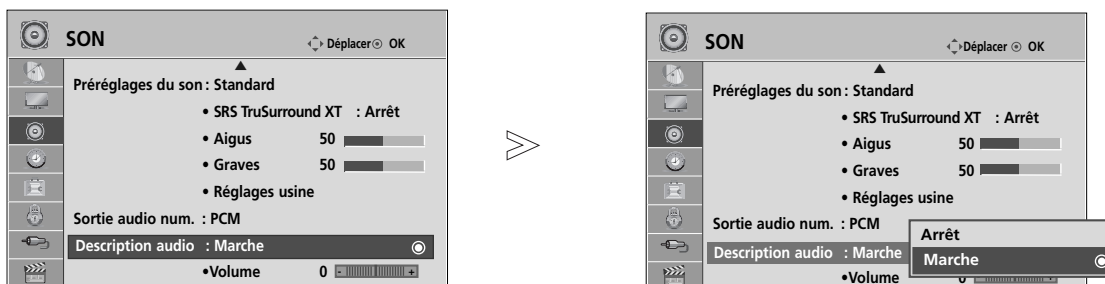 SON
Déplacer OK
Préréglages du son : Standard
• SRS TruSurround XT : Arrêt
• Aigus 50
• Graves 50
• Réglages usine
Sortie audio num. : PCM
Description audio : Marche
•Volume 0 - +
SON
Déplacer OK
Préréglages du son : Standard
• SRS TruSurround XT : Arrêt
• Aigus 50
• Graves 50
• Réglages usine
Sortie audio num. : PCM
Description audio : Marche
•Volume 0
Arrêt
Marche